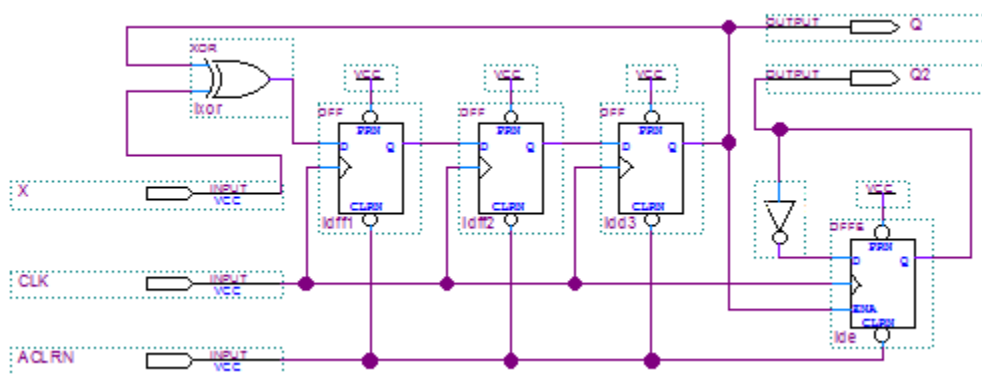 OUTPUT Q
XOR
OUTPUT Q2
VCC VCC VCC
Ixor
DFF DFF DFF
PRN PRN PRN
D Q D Q D Q
X INPUT
VCC
VCC
CLRN CLRN CLRN
Idff1 Idff2 Idd3
DFFE
PRN
D Q
CLK INPUT
VCC
ENA
CLRN
Ide
ACLRN INPUT
VCC